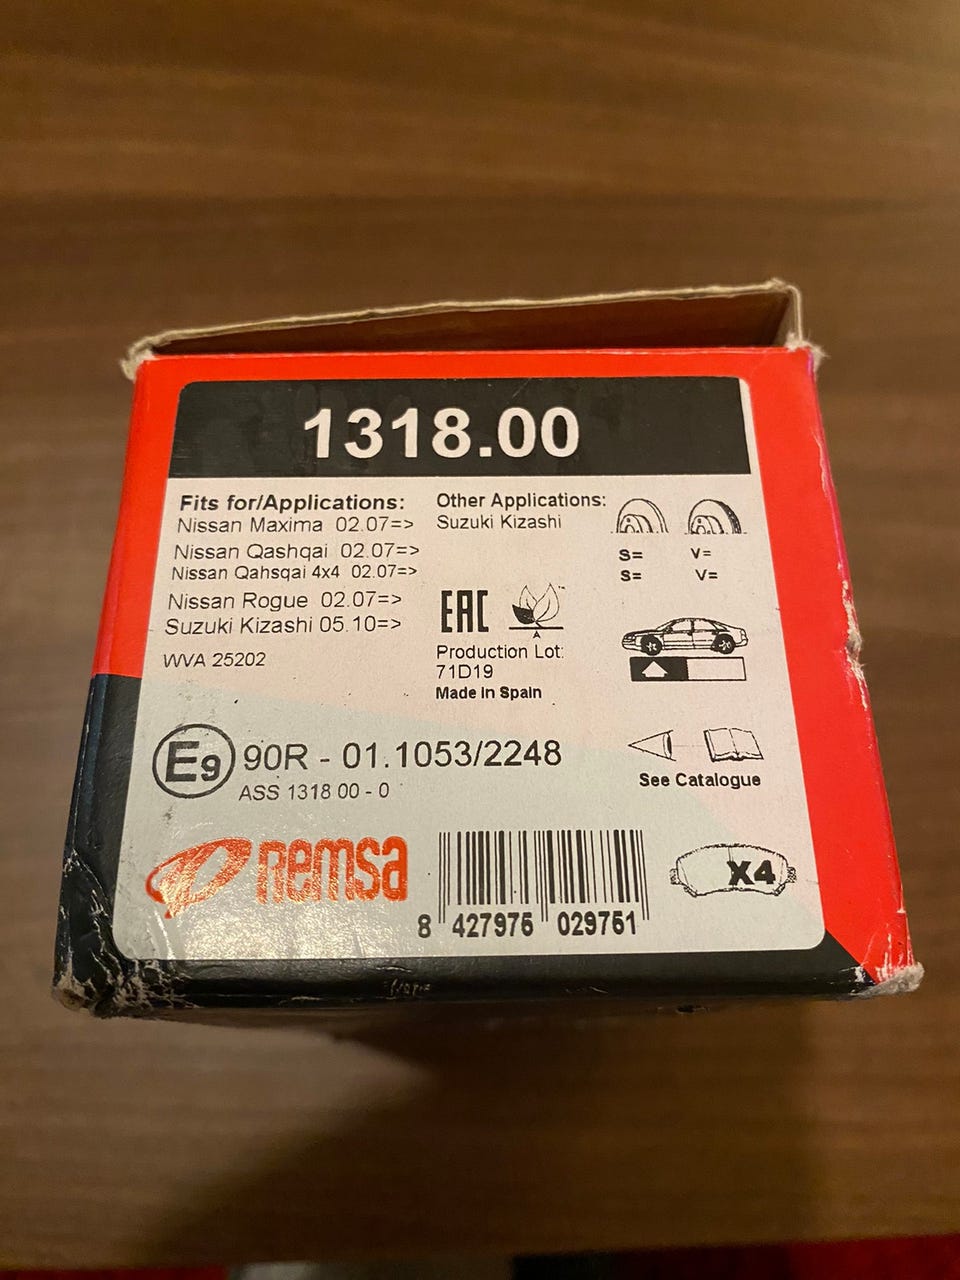 1318.00
Fits for/Applications:
Nissan Maxima 02.07=>
Nissan Qashqai 02.07=>
Nissan Qahsqai 4x4 02.07=>
Nissan Rogue 02.07=>
Suzuki Kizashi 05.10=>
WVA 25202
Other Applications:
Suzuki Kizashi
S= V=
S= V=
EAC
™
Production Lot:
71D19
Made in Spain
E9 90R - 01.1053/2248
ASS 1318 00 - 0
See Catalogue
Remsa
X4
8 427975 029751